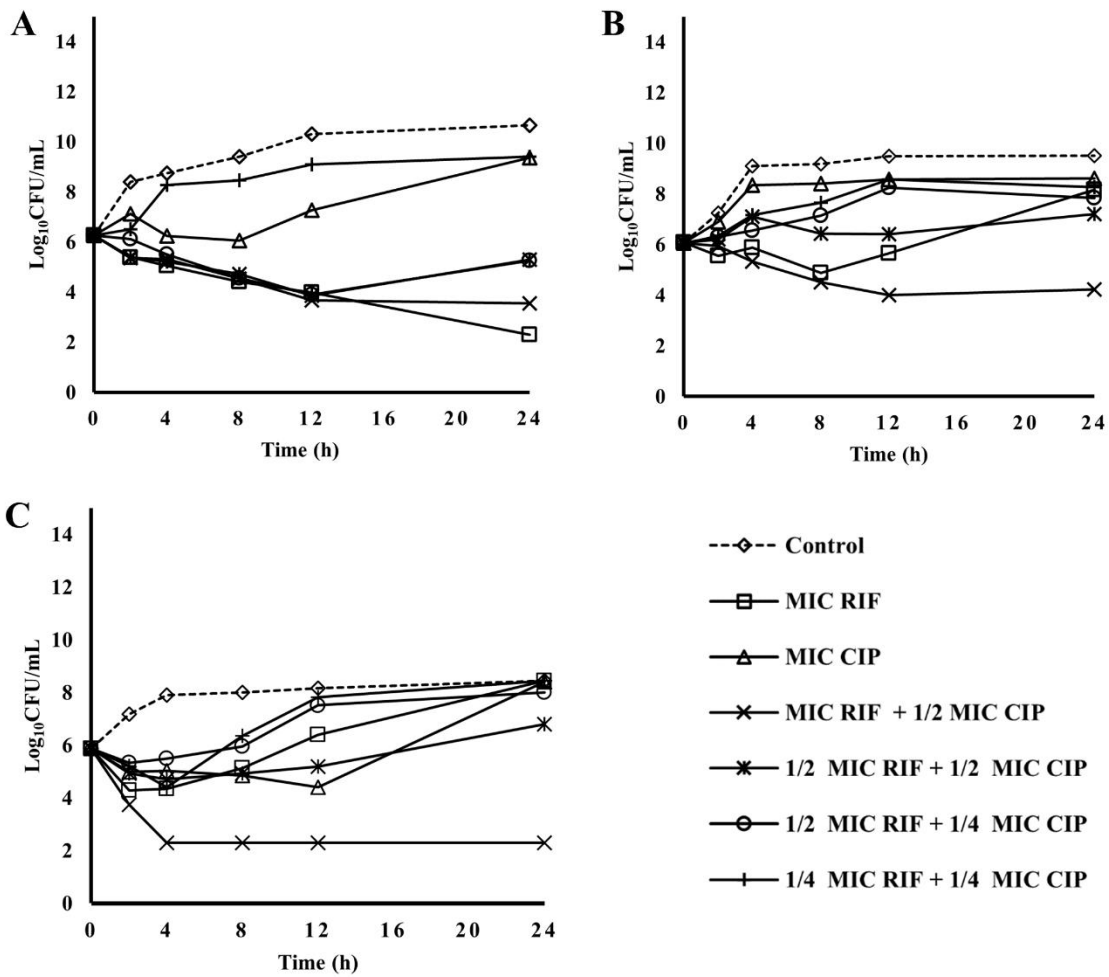 A
14
12
10
8
6
4
2
0
Log₁₀CFU/mL
0 4 8 12 16 20 24
Time (h)
B
14
12
10
8
6
4
2
0
Log₁₀CFU/mL
0 4 8 12 16 20 24
Time (h)
C
14
12
10
8
6
4
2
0
Log₁₀CFU/mL
0 4 8 12 16 20 24
Time (h)
Control
MIC RIF
MIC CIP
MIC RIF + 1/2 MIC CIP
1/2 MIC RIF + 1/2 MIC CIP
1/2 MIC RIF + 1/4 MIC CIP
1/4 MIC RIF + 1/4 MIC CIP